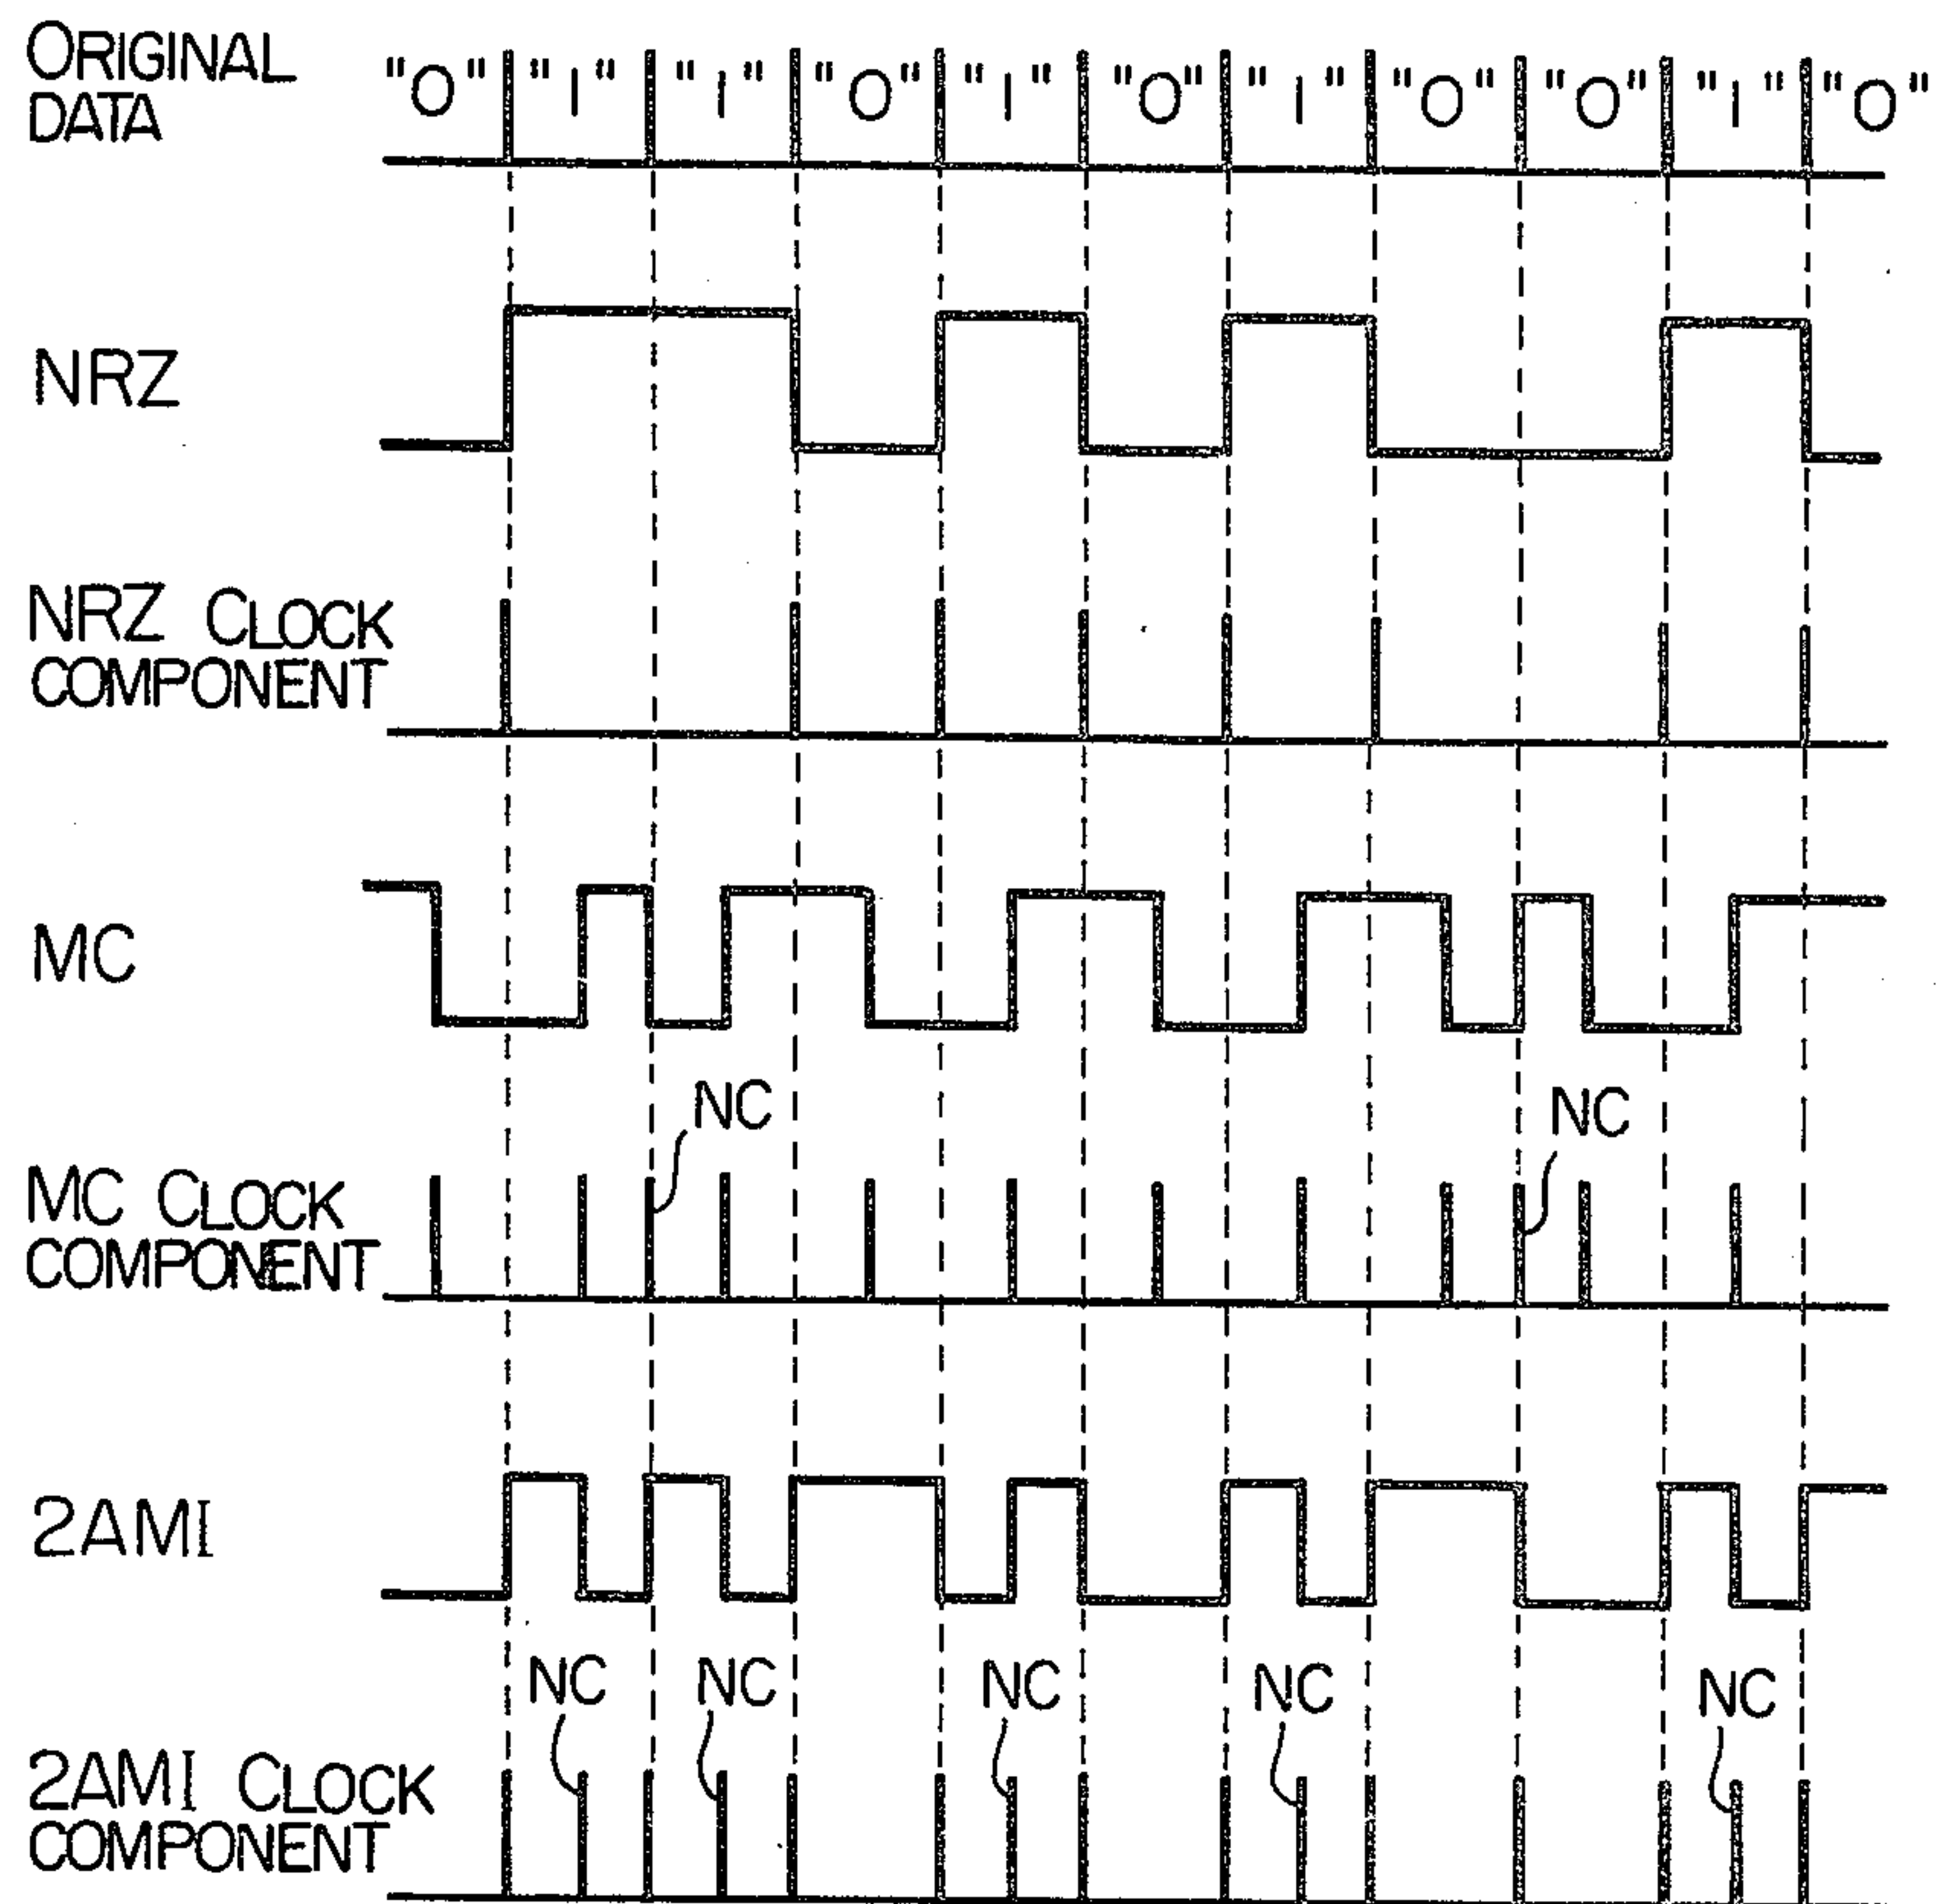 ORIGINAL
DATA
"0" "1" "1" "0" "1" "0" "1" "0" "0" "1" "0"
NRZ
NRZ CLOCK
COMPONENT
MC
NC NC
MC CLOCK
COMPONENT
2AMI
NC NC NC NC NC
2AMI CLOCK
COMPONENT